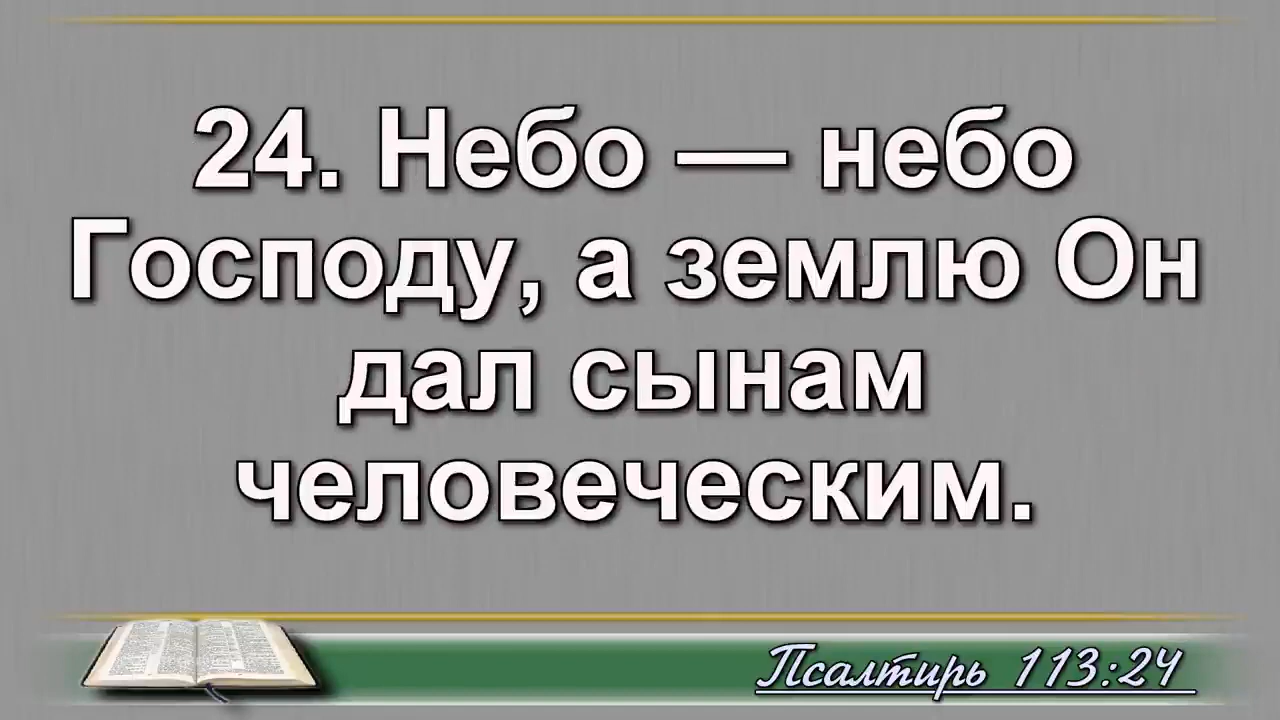 24. Небо — небо
Господу, а землю Он
дал сынам
человеческим.
Псалтирь 113:24